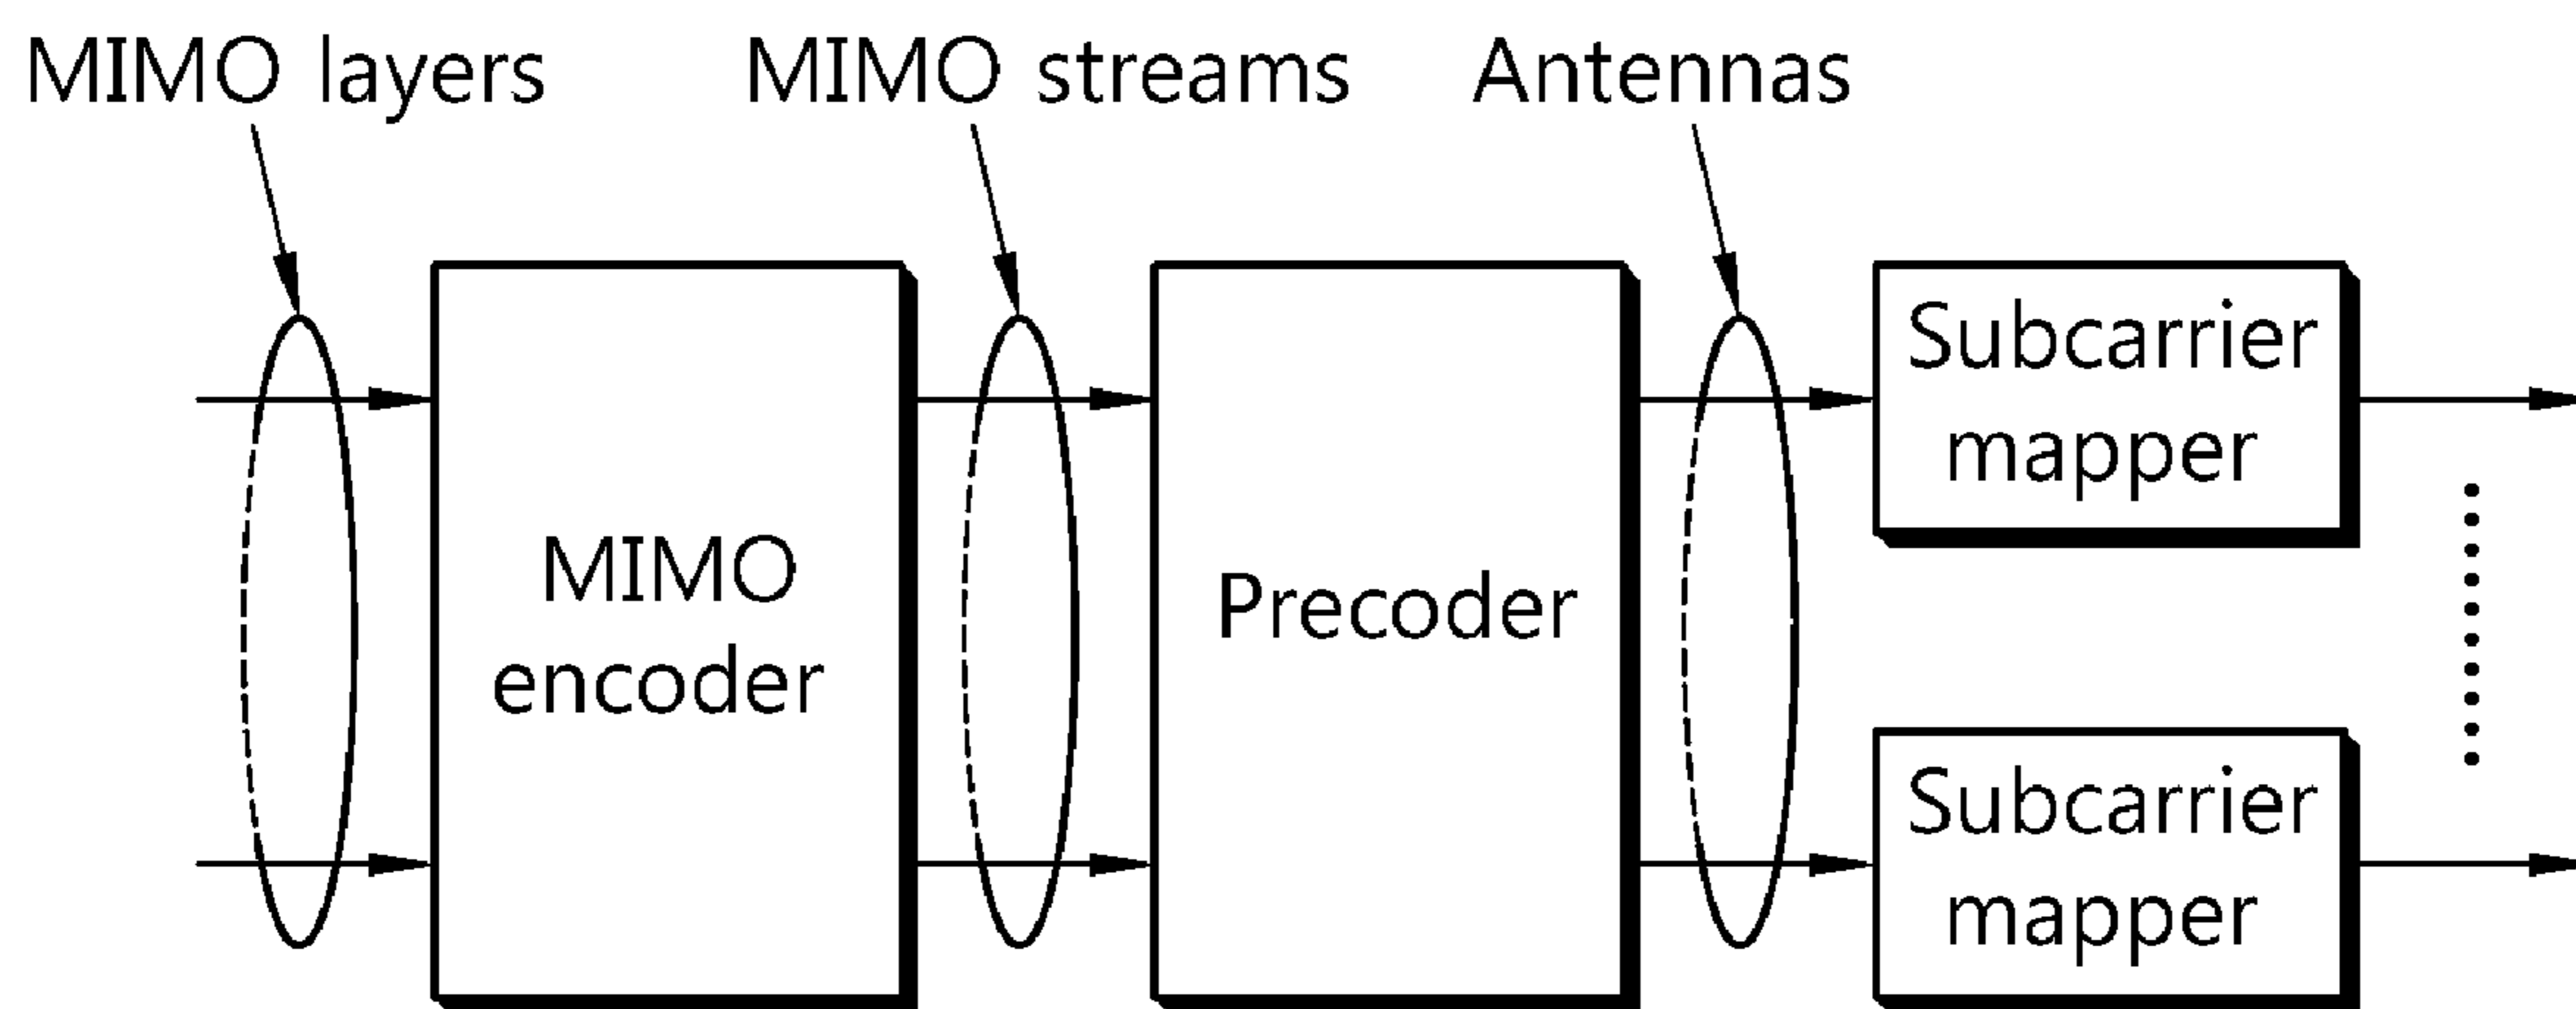 MIMO layers
MIMO streams
Antennas
MIMO
encoder
Precoder
Subcarrier
mapper
Subcarrier
mapper